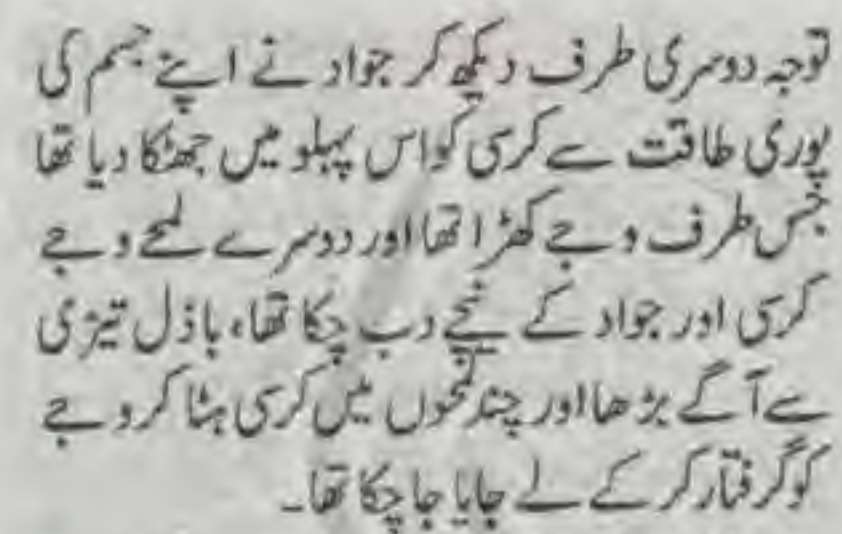 توجہ دوسری طرف دیکھ کر جواد نے اپنے جسم کی
پوری طاقت سے کرسی کو اس پہلو میں جھٹکا دیا تھا
جس طرف وجے کھڑا تھا اور دوسرے لمحے وجے
کرسی اور جواد کے نیچے دب چکا تھا، باذل تیزی
سے آگے بڑھا اور چند لمحوں میں کرسی ہٹا کر وجے
کو گرفتار کر کے لے جایا جا چکا تھا۔